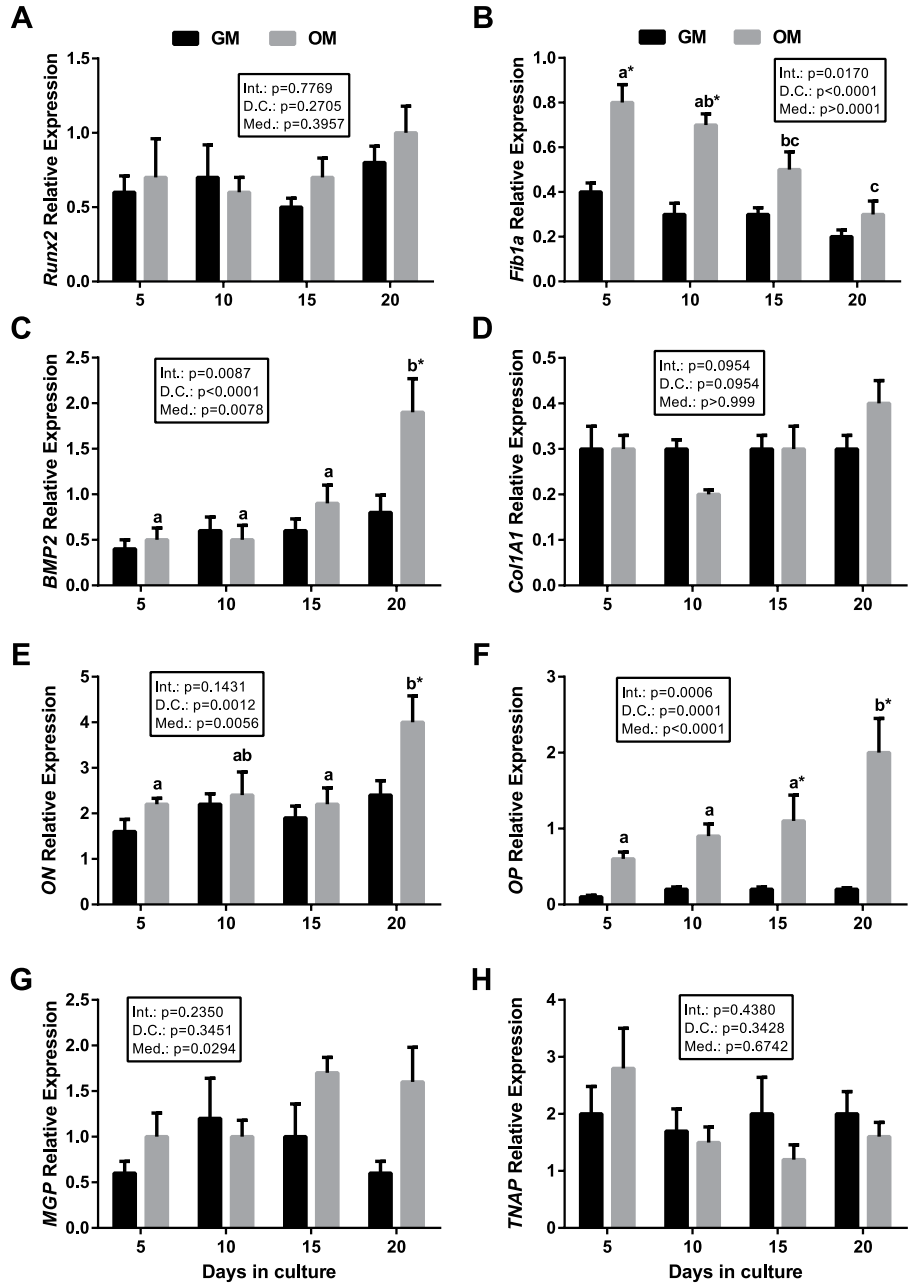 A
GM OM
Runx2 Relative Expression
1.5
1.0
0.5
0.0
Int.: p=0.7769
D.C.: p=0.2705
Med.: p=0.3957
5 10 15 20
B
GM OM
Fib1a Relative Expression
1.0
0.8
0.6
0.4
0.2
0.0
a* ab* bc c
Int.: p=0.0170
D.C.: p<0.0001
Med.: p>0.0001
5 10 15 20
C
BMP2 Relative Expression
2.5
2.0
1.5
1.0
0.5
0.0
Int.: p=0.0087
D.C.: p<0.0001
Med.: p=0.0078
a a a b*
5 10 15 20
D
Col1A1 Relative Expression
0.5
0.4
0.3
0.2
0.1
0.0
Int.: p=0.0954
D.C.: p=0.0954
Med.: p>0.999
5 10 15 20
E
ON Relative Expression
5
4
3
2
1
0
Int.: p=0.1431
D.C.: p=0.0012
Med.: p=0.0056
a ab a b*
5 10 15 20
F
OP Relative Expression
3
2
1
0
Int.: p=0.0006
D.C.: p=0.0001
Med.: p<0.0001
a a a* b*
5 10 15 20
G
MGP Relative Expression
2.5
2.0
1.5
1.0
0.5
0.0
Int.: p=0.2350
D.C.: p=0.3451
Med.: p=0.0294
5 10 15 20
Days in culture
H
TNAP Relative Expression
5
4
3
2
1
0
Int.: p=0.4380
D.C.: p=0.3428
Med.: p=0.6742
5 10 15 20
Days in culture